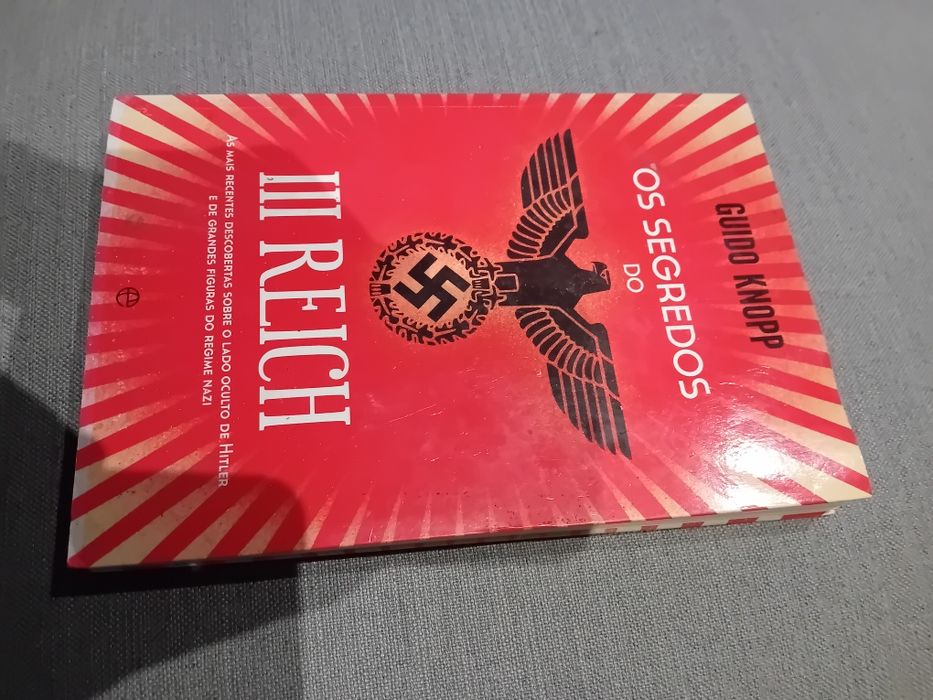 GUIDO KNOPP
OS SEGREDOS
DO
III REICH
AS MAIS RECENTES DESCOBERTAS SOBRE O LADO OCULTO DE HITLER
E DE GRANDES FIGURAS DO REGIME NAZI